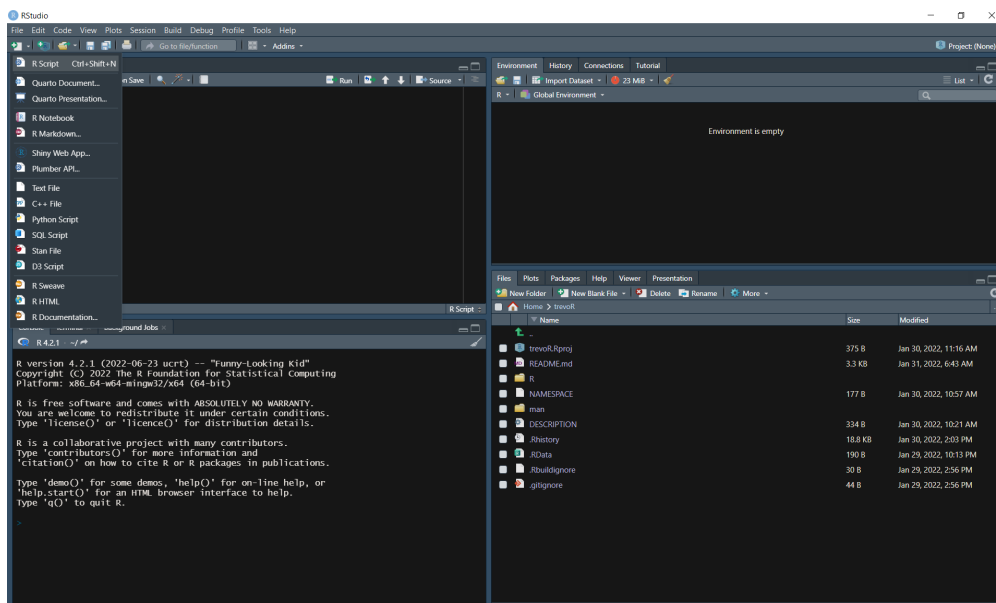 RStudio
File Edit Code View Plots Session Build Debug Profile Tools Help
Go to file/function Addins Project: (None)
R Script Ctrl+Shift+N
Quarto Document...
Quarto Presentation...
R Notebook
R Markdown...
Shiny Web App...
Plumber API...
Text File
C++ File
Python Script
SQL Script
Stan File
D3 Script
R Sweave
R HTML
R Documentation...
n Save Run Source
R Script
Background Jobs
R 4.2.1 · ~/
R version 4.2.1 (2022-06-23 ucrt) -- "Funny-Looking Kid"
Copyright (C) 2022 The R Foundation for Statistical Computing
Platform: x86_64-w64-mingw32/x64 (64-bit)
R is free software and comes with ABSOLUTELY NO WARRANTY.
You are welcome to redistribute it under certain conditions.
Type 'license()' or 'licence()' for distribution details.
R is a collaborative project with many contributors.
Type 'contributors()' for more information and
'citation()' on how to cite R or R packages in publications.
Type 'demo()' for some demos, 'help()' for on-line help, or
'help.start()' for an HTML browser interface to help.
Type 'q()' to quit R.
>
Environment History Connections Tutorial
Import Dataset 23 MiB List
R Global Environment
Environment is empty
Files Plots Packages Help Viewer Presentation
New Folder New Blank File Delete Rename More
Home > trevoR
Name Size Modified
..
trevoR.Rproj 375 B Jan 30, 2022, 11:16 AM
README.md 3.3 KB Jan 31, 2022, 6:43 AM
R
NAMESPACE 177 B Jan 30, 2022, 10:57 AM
man
DESCRIPTION 334 B Jan 30, 2022, 10:21 AM
.Rhistory 18.8 KB Jan 30, 2022, 2:03 PM
.RData 190 B Jan 29, 2022, 10:13 PM
.Rbuildignore 30 B Jan 29, 2022, 2:56 PM
.gitignore 44 B Jan 29, 2022, 2:56 PM